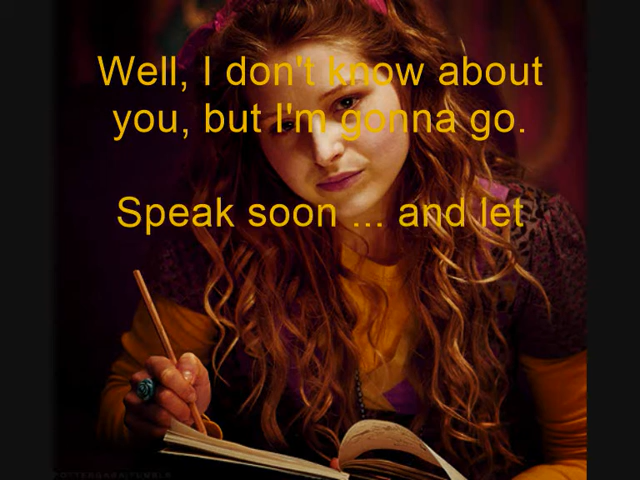 Well, I don't know about
you, but I'm gonna go.
Speak soon ... and let